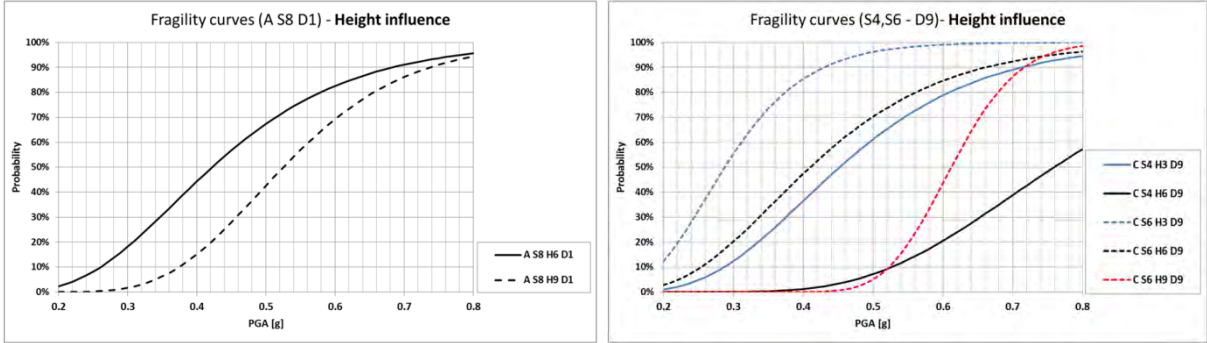 Fragility curves (A S8 D1) - Height influence
100%
90%
80%
70%
60%
50%
40%
30%
20%
10%
0%
Probability
0.2 0.3 0.4 0.5 0.6 0.7 0.8
PGA [g]
A S8 H6 D1
A S8 H9 D1
Fragility curves (S4,S6 - D9)- Height influence
100%
90%
80%
70%
60%
50%
40%
30%
20%
10%
0%
Probability
0.2 0.3 0.4 0.5 0.6 0.7 0.8
PGA [g]
C S4 H3 D9
C S4 H6 D9
C S6 H3 D9
C S6 H6 D9
C S6 H9 D9